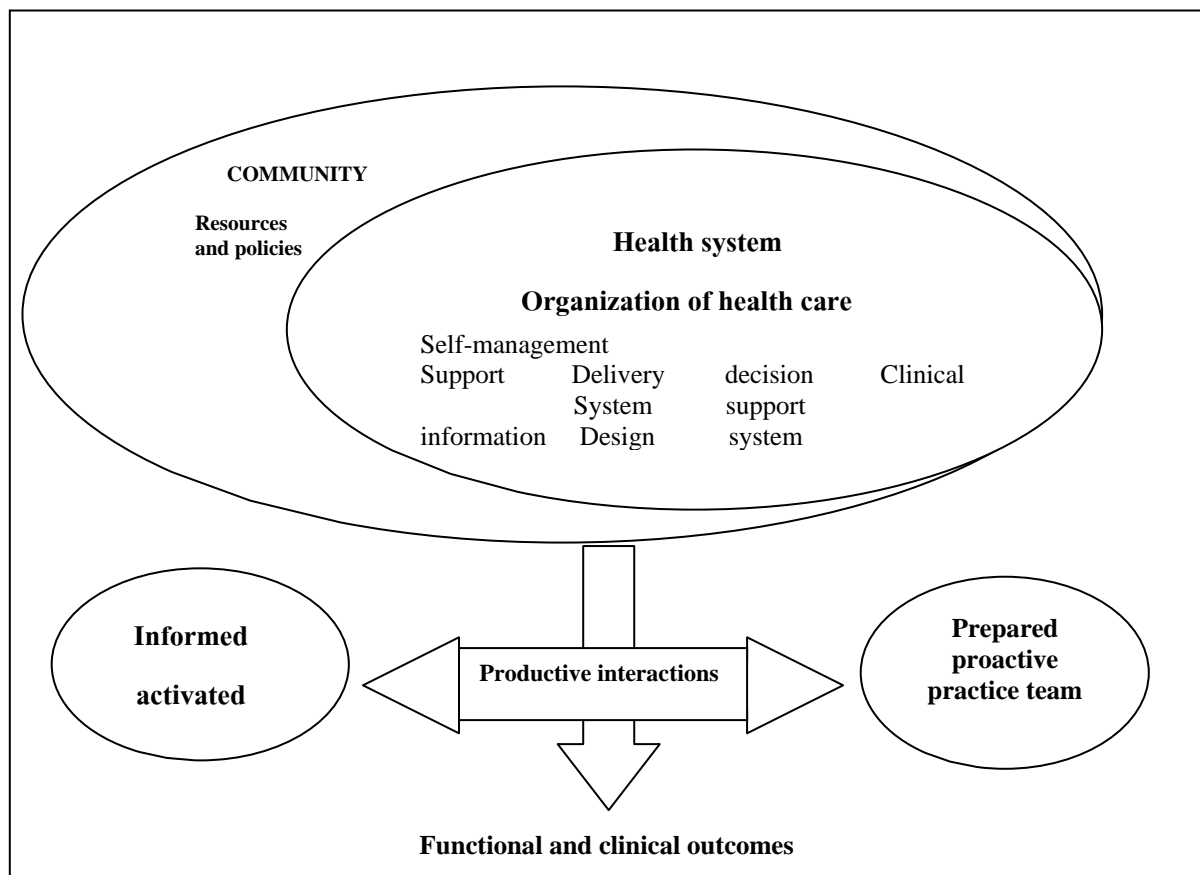 COMMUNITY
Resources
and policies
Health system
Organization of health care
Self-management
Support Delivery decision Clinical
System support
information Design system
Informed
activated
Productive interactions
Prepared
proactive
practice team
Functional and clinical outcomes